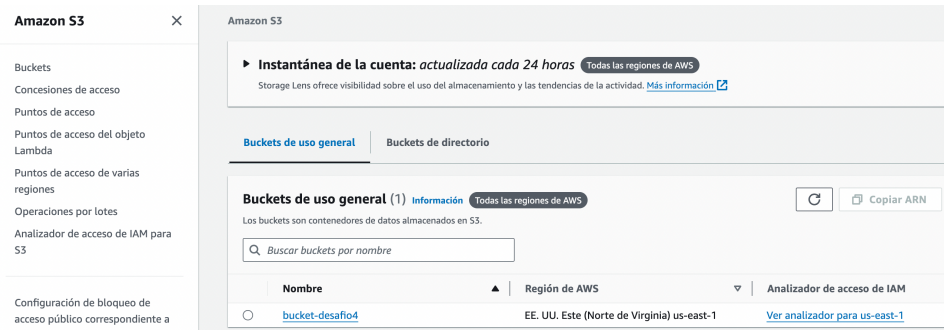 Amazon S3
Buckets
Concesiones de acceso
Puntos de acceso
Puntos de acceso del objeto
Lambda
Puntos de acceso de varias
regiones
Operaciones por lotes
Analizador de acceso de IAM para
S3
Configuración de bloqueo de
acceso público correspondiente a
Amazon S3
Instantánea de la cuenta: actualizada cada 24 horas Todas las regiones de AWS
Storage Lens ofrece visibilidad sobre el uso del almacenamiento y las tendencias de la actividad. Más información
Buckets de uso general Buckets de directorio
Buckets de uso general (1) Información Todas las regiones de AWS
Copiar ARN
Los buckets son contenedores de datos almacenados en S3.
Buscar buckets por nombre
Nombre Región de AWS Analizador de acceso de IAM
bucket-desafio4 EE. UU. Este (Norte de Virginia) us-east-1 Ver analizador para us-east-1